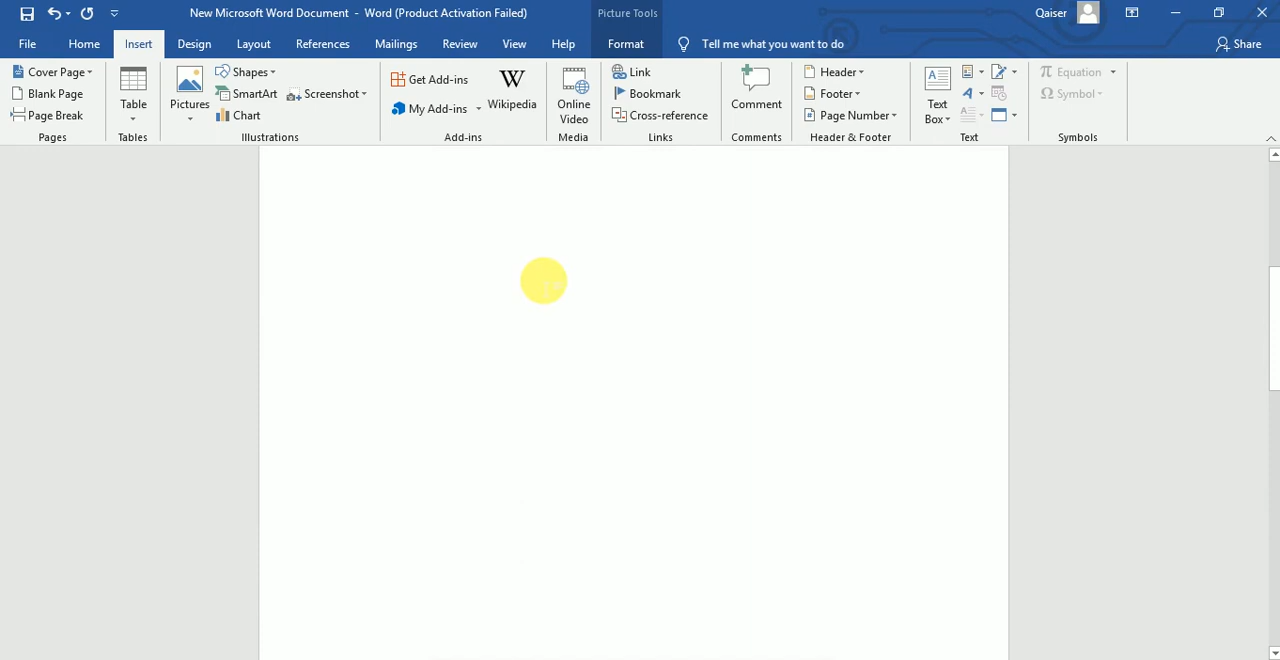 New Microsoft Word Document - Word (Product Activation Failed)
Picture Tools
Qaiser
File Home Insert Design Layout References Mailings Review View Help Format Tell me what you want to do Share
Cover Page
Blank Page
Page Break
Pages
Table
Tables
Pictures
Shapes
SmartArt
Chart
Screenshot
Illustrations
Get Add-ins
My Add-ins
W
Wikipedia
Add-ins
Online
Video
Media
Link
Bookmark
Cross-reference
Links
Comment
Comments
Header
Footer
Page Number
Header & Footer
Text
Box
Text
π Equation
Ω Symbol
Symbols